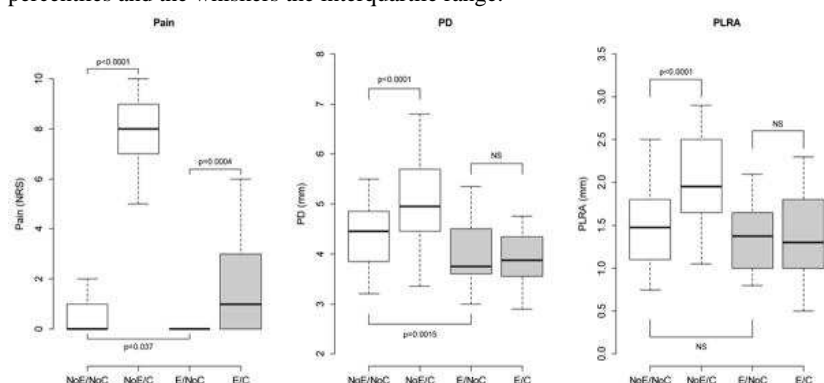 percentiles and the whiskers the interquartile range.
Pain
PD
PLRA
Pain (NRS)
0
2
4
6
8
10
p<0.0001
p=0.0004
p=0.037
NoE/NoC
NoE/C
E/NoC
E/C
PD (mm)
2
3
4
5
6
7
8
p<0.0001
NS
p=0.0015
NoE/NoC
NoE/C
E/NoC
E/C
PLRA (mm)
0.0
0.5
1.0
1.5
2.0
2.5
3.0
3.5
p<0.0001
NS
NS
NoE/NoC
NoE/C
E/NoC
E/C